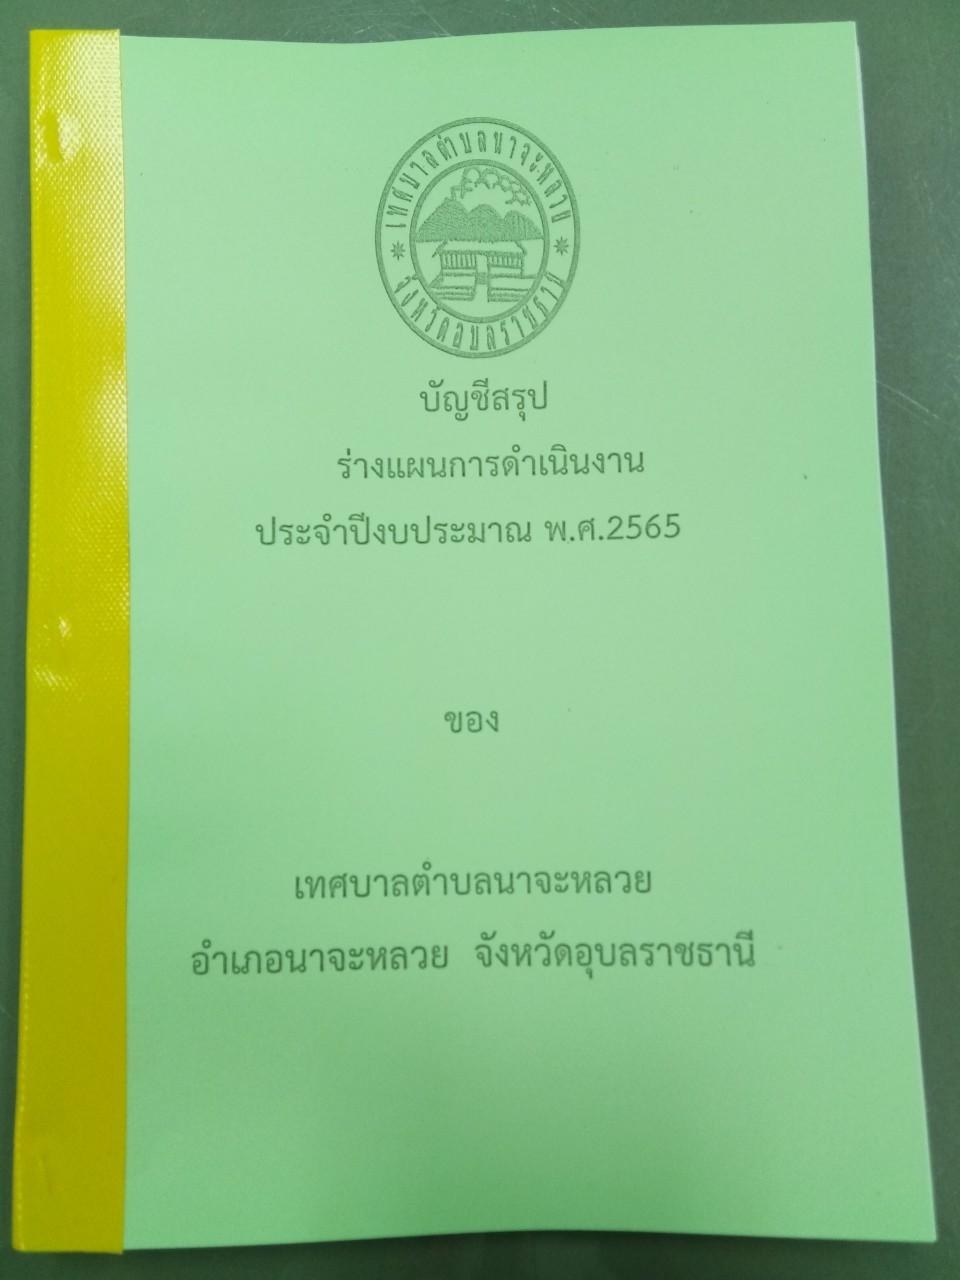 เทศบาลตำบลนาจะหลวย
จังหวัดอุบลราชธานี
บัญชีสรุป
ร่างแผนการดำเนินงาน
ประจำปีงบประมาณ พ.ศ.2565
ของ
เทศบาลตำบลนาจะหลวย
อำเภอนาจะหลวย จังหวัดอุบลราชธานี